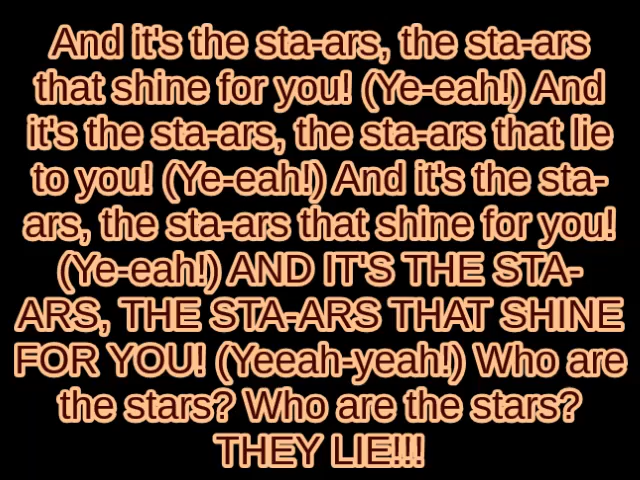 And it's the sta-ars, the sta-ars
that shine for you! (Ye-eah!) And
it's the sta-ars, the sta-ars that lie
to you! (Ye-eah!) And it's the sta-
ars, the sta-ars that shine for you!
(Ye-eah!) AND IT'S THE STA-
ARS, THE STA-ARS THAT SHINE
FOR YOU! (Yeeah-yeah!) Who are
the stars? Who are the stars?
THEY LIE!!!